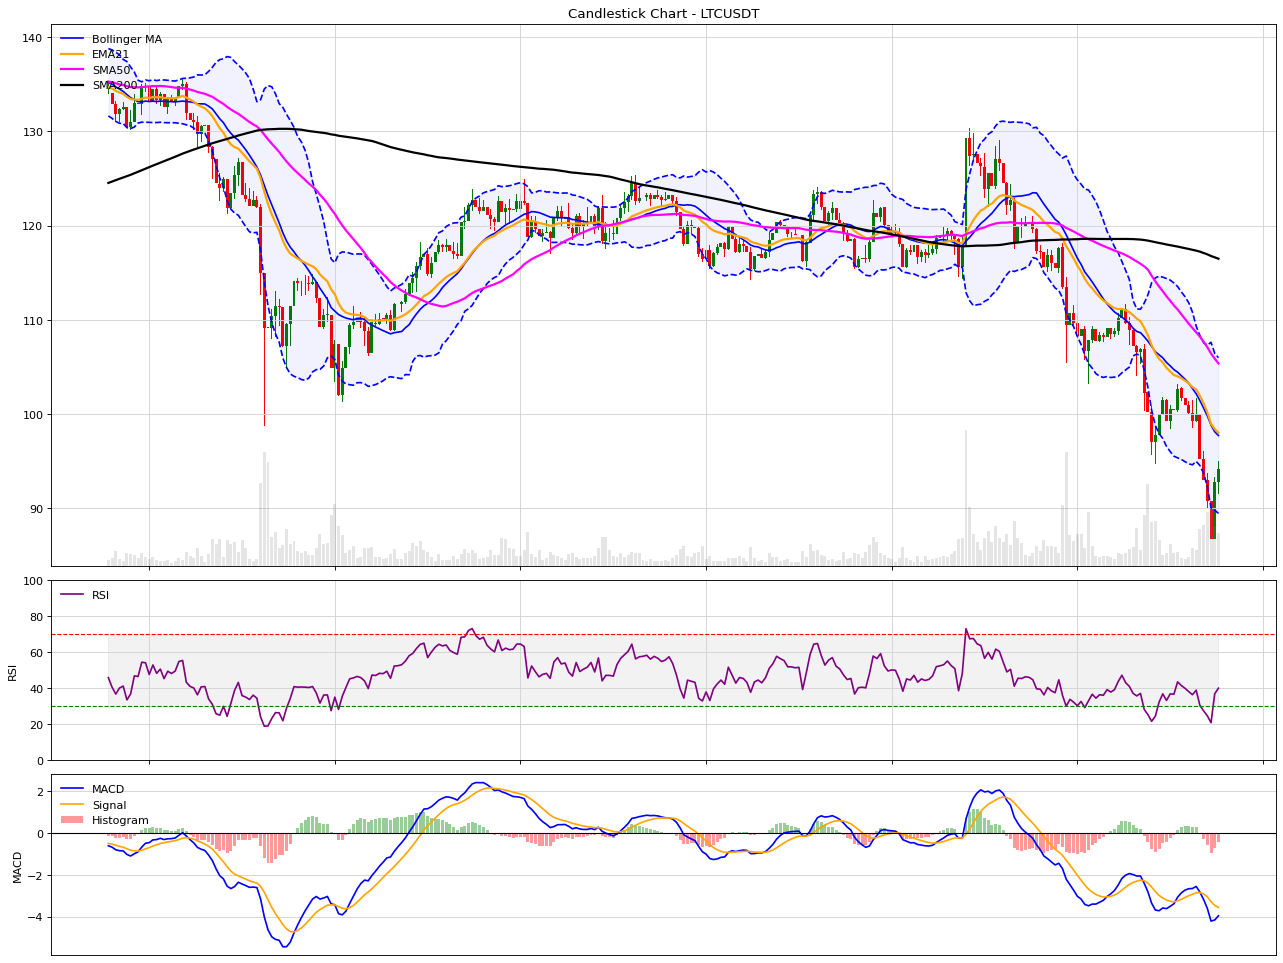 Candlestick Chart - LTCUSDT
140
130
120
110
100
90
Bollinger MA
EMA21
SMA50
SMA200
100
80
60
40
20
0
RSI
RSI
2
0
−2
−4
MACD
MACD
Signal
Histogram